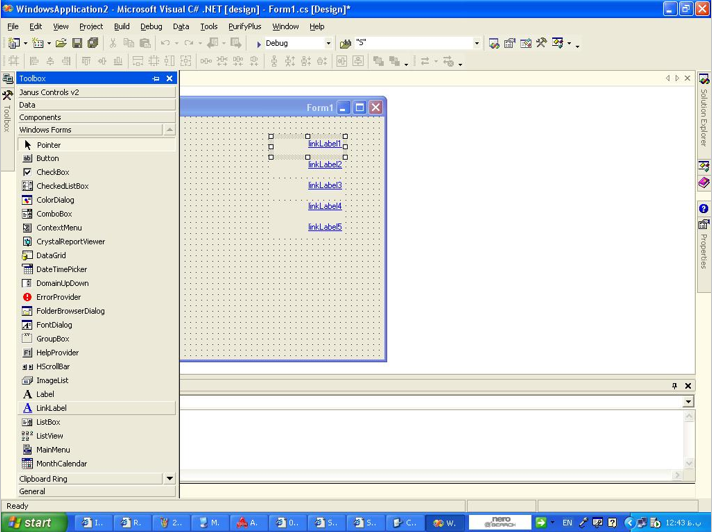 WindowsApplication2 - Microsoft Visual C# .NET [design] - Form1.cs [Design]*
File Edit View Project Build Debug Data Tools PurifyPlus Window Help
Debug "S"
Toolbox
Janus Controls v2
Data
Components
Windows Forms
Pointer
Button
CheckBox
CheckedListBox
ColorDialog
ComboBox
ContextMenu
CrystalReportViewer
DataGrid
DateTimePicker
DomainUpDown
ErrorProvider
FolderBrowserDialog
FontDialog
GroupBox
HelpProvider
HScrollBar
ImageList
Label
LinkLabel
ListBox
ListView
MainMenu
MonthCalendar
Clipboard Ring
General
Toolbox
Form1
linkLabel1
linkLabel2
linkLabel3
linkLabel4
linkLabel5
Solution Explorer
Properties
Ready
start
I...
R...
2...
M...
A...
0...
S...
S...
C...
W...
nero
SEARCH
EN
12:43 ب.ظ